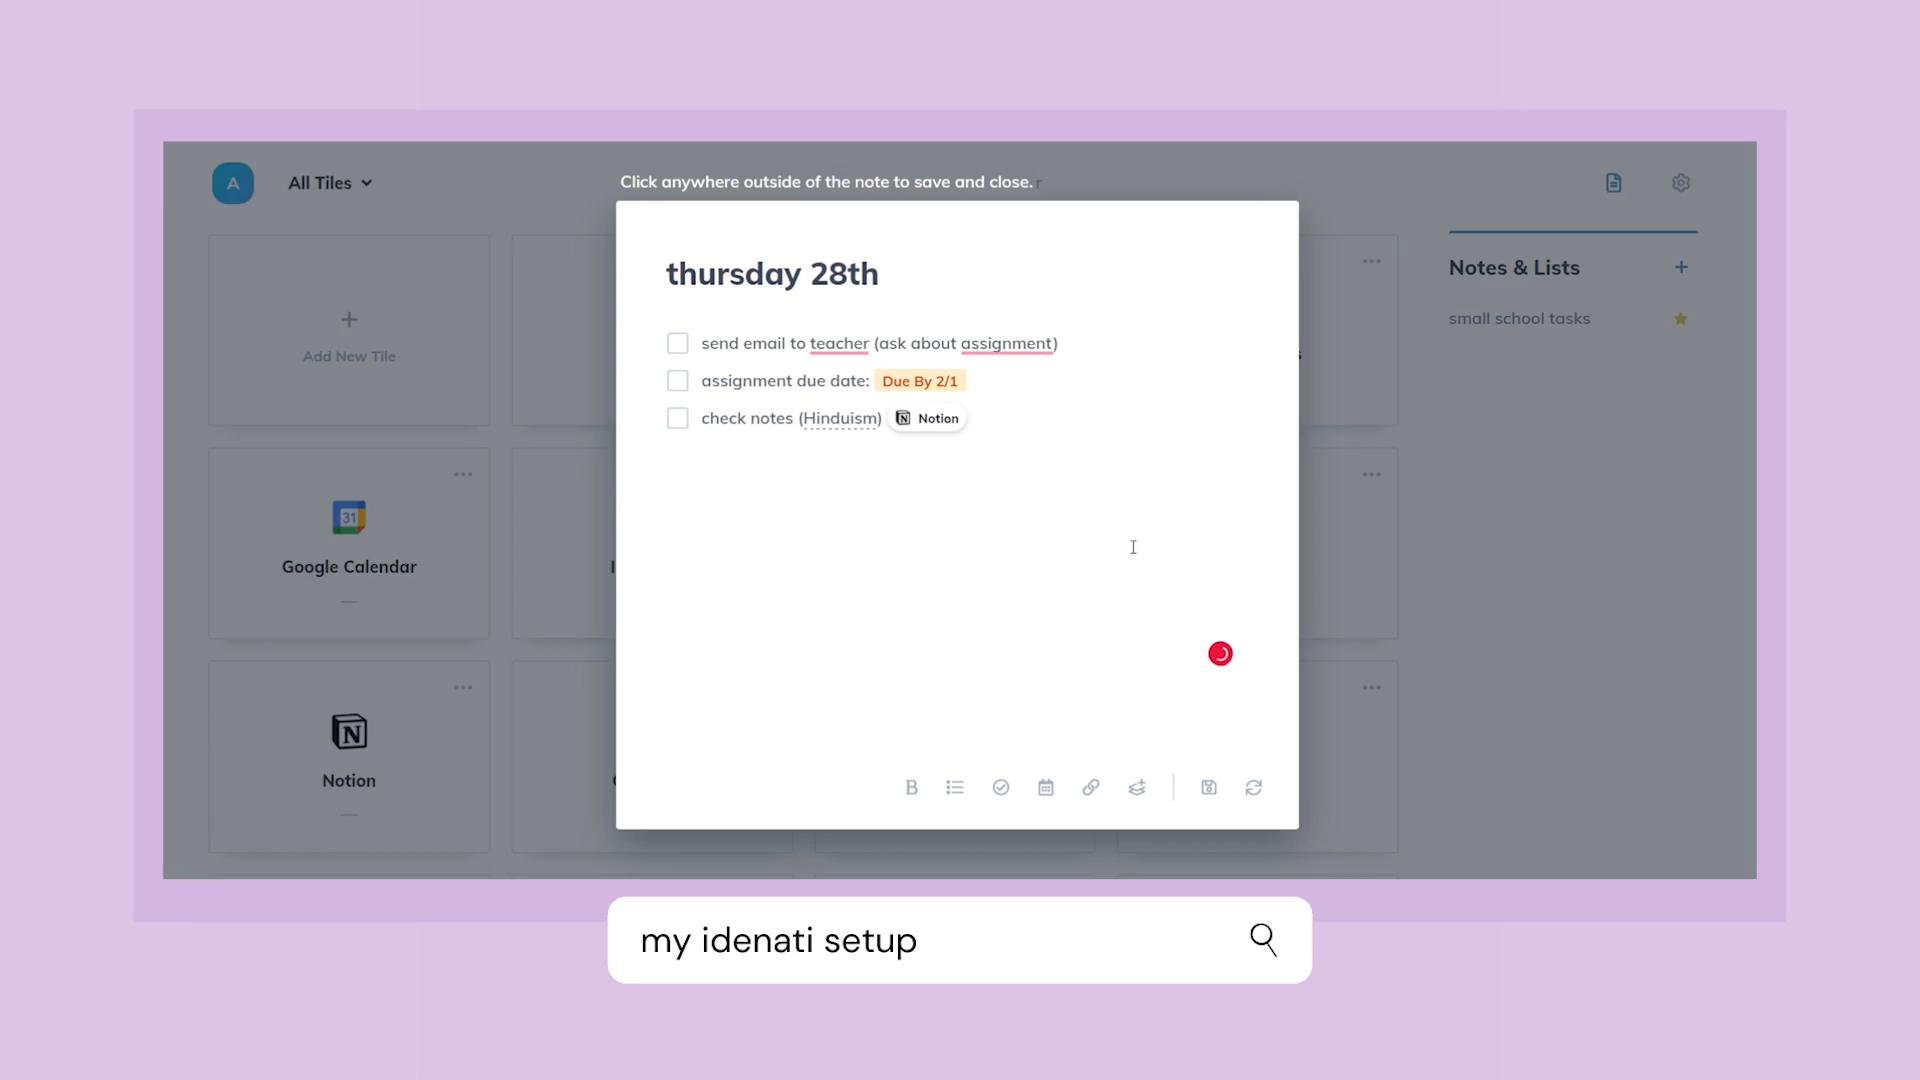 A
All Tiles
Click anywhere outside of the note to save and close.
Add New Tile
thursday 28th
send email to teacher (ask about assignment)
assignment due date: Due By 2/1
check notes (Hinduism) Notion
Notes & Lists
small school tasks
31
Google Calendar
Notion
my idenati setup